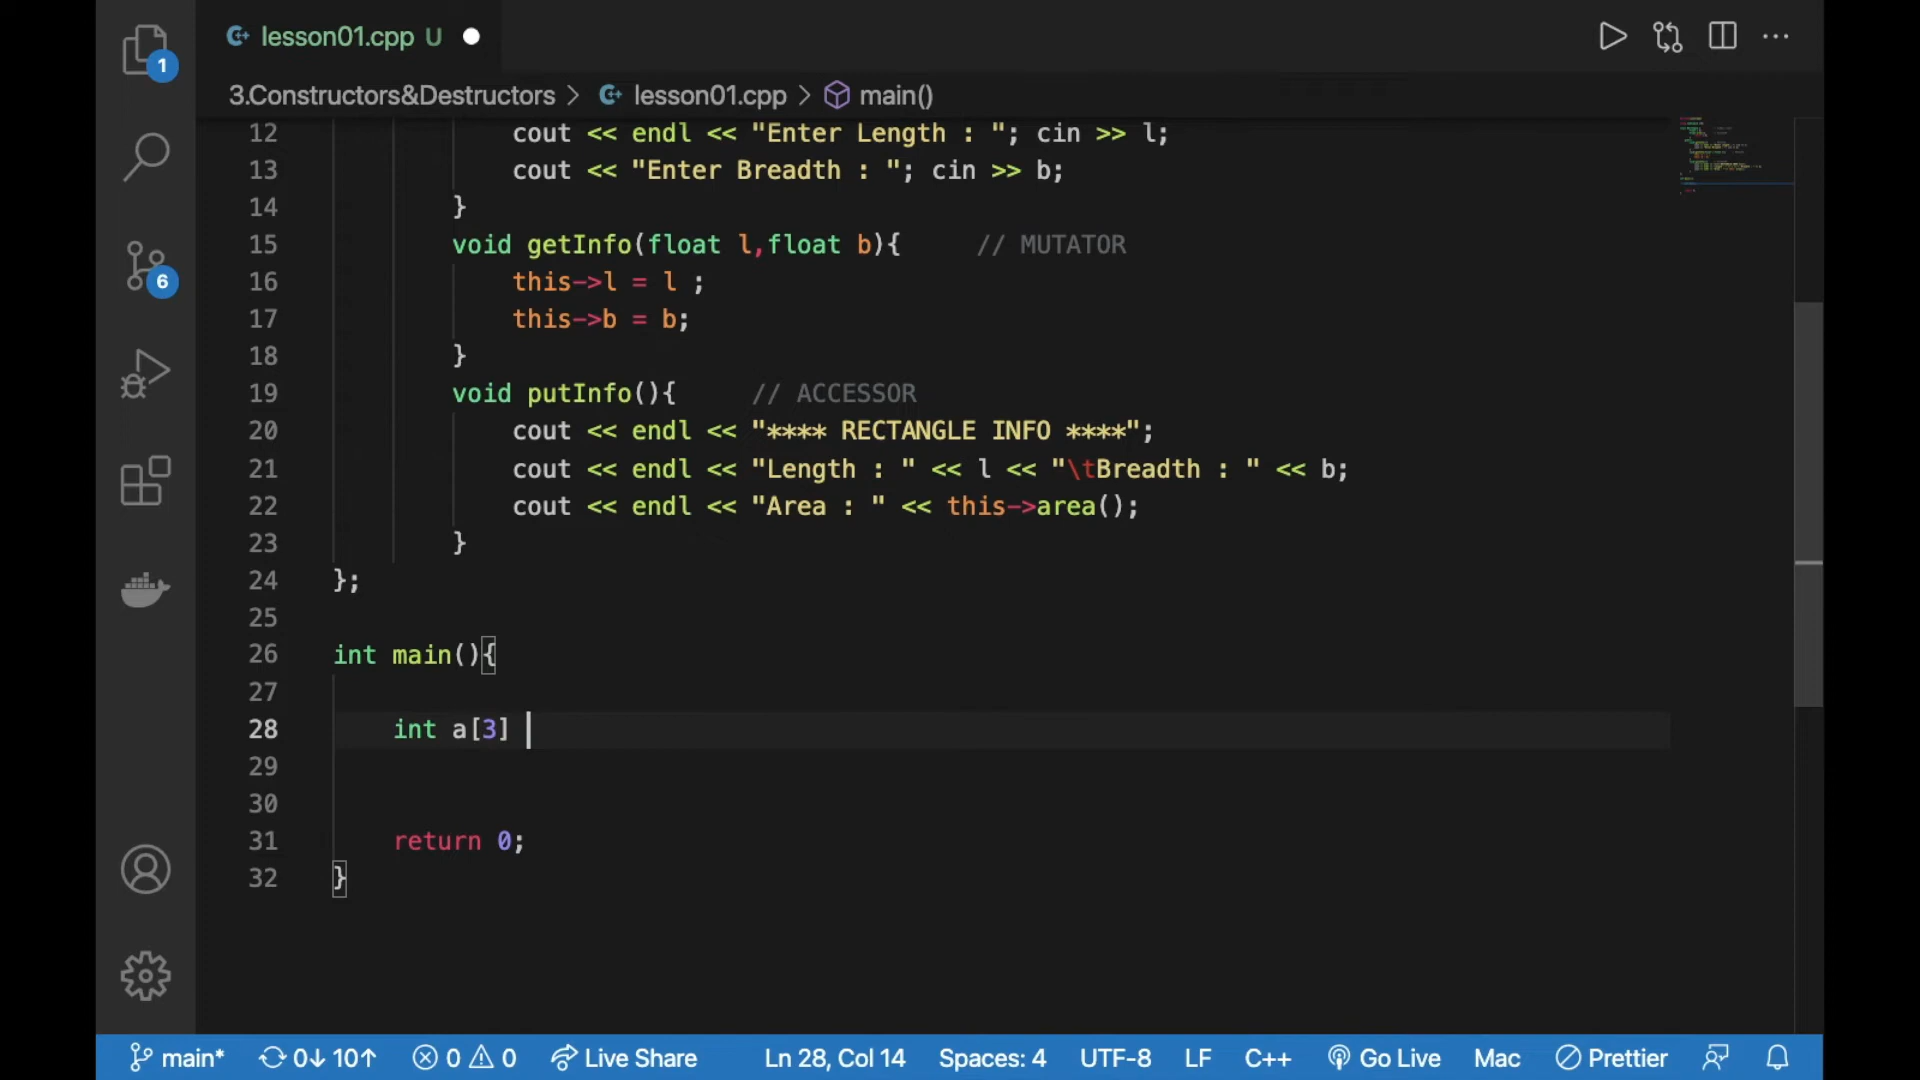 lesson01.cpp U
3.Constructors&Destructors > lesson01.cpp > main()
1
6
12 cout << endl << "Enter Length : "; cin >> l;
13 cout << "Enter Breadth : "; cin >> b;
14 }
15 void getInfo(float l,float b){ // MUTATOR
16 this->l = l ;
17 this->b = b;
18 }
19 void putInfo(){ // ACCESSOR
20 cout << endl << "**** RECTANGLE INFO ****";
21 cout << endl << "Length : " << l << "\tBreadth : " << b;
22 cout << endl << "Area : " << this->area();
23 }
24 };
25
26 int main(){
27
28 int a[3]
29
30
31 return 0;
32 }
main* 0↓ 10↑ 0 0 Live Share Ln 28, Col 14 Spaces: 4 UTF-8 LF C++ Go Live Mac Prettier